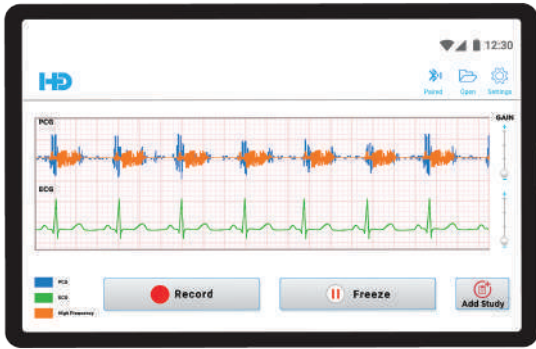 12:30
HD
Paired Open Settings
PCG
GAIN
ECG
PCG
ECG
High Frequency
Record
Freeze
Add Study